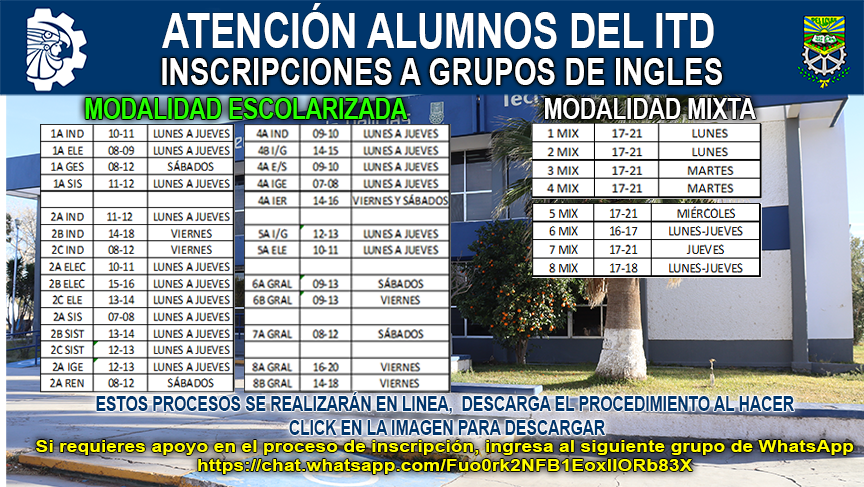 ATENCIÓN ALUMNOS DEL ITD
INSCRIPCIONES A GRUPOS DE INGLES
MODALIDAD ESCOLARIZADA
1A IND 10-11 LUNES A JUEVES
1A ELE 08-09 LUNES A JUEVES
1A GES 08-12 SÁBADOS
1A SIS 11-12 LUNES A JUEVES
2A IND 11-12 LUNES A JUEVES
2B IND 14-18 VIERNES
2C IND 08-12 VIERNES
2A ELEC 10-11 LUNES A JUEVES
2B ELEC 15-16 LUNES A JUEVES
2C ELE 13-14 LUNES A JUEVES
2A SIS 07-08 LUNES A JUEVES
2B SIST 13-14 LUNES A JUEVES
2C SIST 12-13 LUNES A JUEVES
2A IGE 12-13 LUNES A JUEVES
2A REN 08-12 SÁBADOS
4A IND 09-10 LUNES A JUEVES
4B I/G 14-15 LUNES A JUEVES
4A E/S 09-10 LUNES A JUEVES
4A IGE 07-08 LUNES A JUEVES
4A IER 14-16 VIERNES Y SÁBADOS
5A I/G 12-13 LUNES A JUEVES
5A ELE 10-11 LUNES A JUEVES
6A GRAL 09-13 SÁBADOS
6B GRAL 09-13 VIERNES
7A GRAL 08-12 SÁBADOS
8A GRAL 16-20 VIERNES
8B GRAL 14-18 VIERNES
MODALIDAD MIXTA
1 MIX 17-21 LUNES
2 MIX 17-21 LUNES
3 MIX 17-21 MARTES
4 MIX 17-21 MARTES
5 MIX 17-21 MIÉRCOLES
6 MIX 16-17 LUNES-JUEVES
7 MIX 17-21 JUEVES
8 MIX 17-18 LUNES-JUEVES
ESTOS PROCESOS SE REALIZARÁN EN LINEA, DESCARGA EL PROCEDIMIENTO AL HACER
CLICK EN LA IMAGEN PARA DESCARGAR
Si requieres apoyo en el proceso de inscripción, ingresa al siguiente grupo de WhatsApp
https://chat.whatsapp.com/Fuo0rk2NFB1EoxIIORb83X